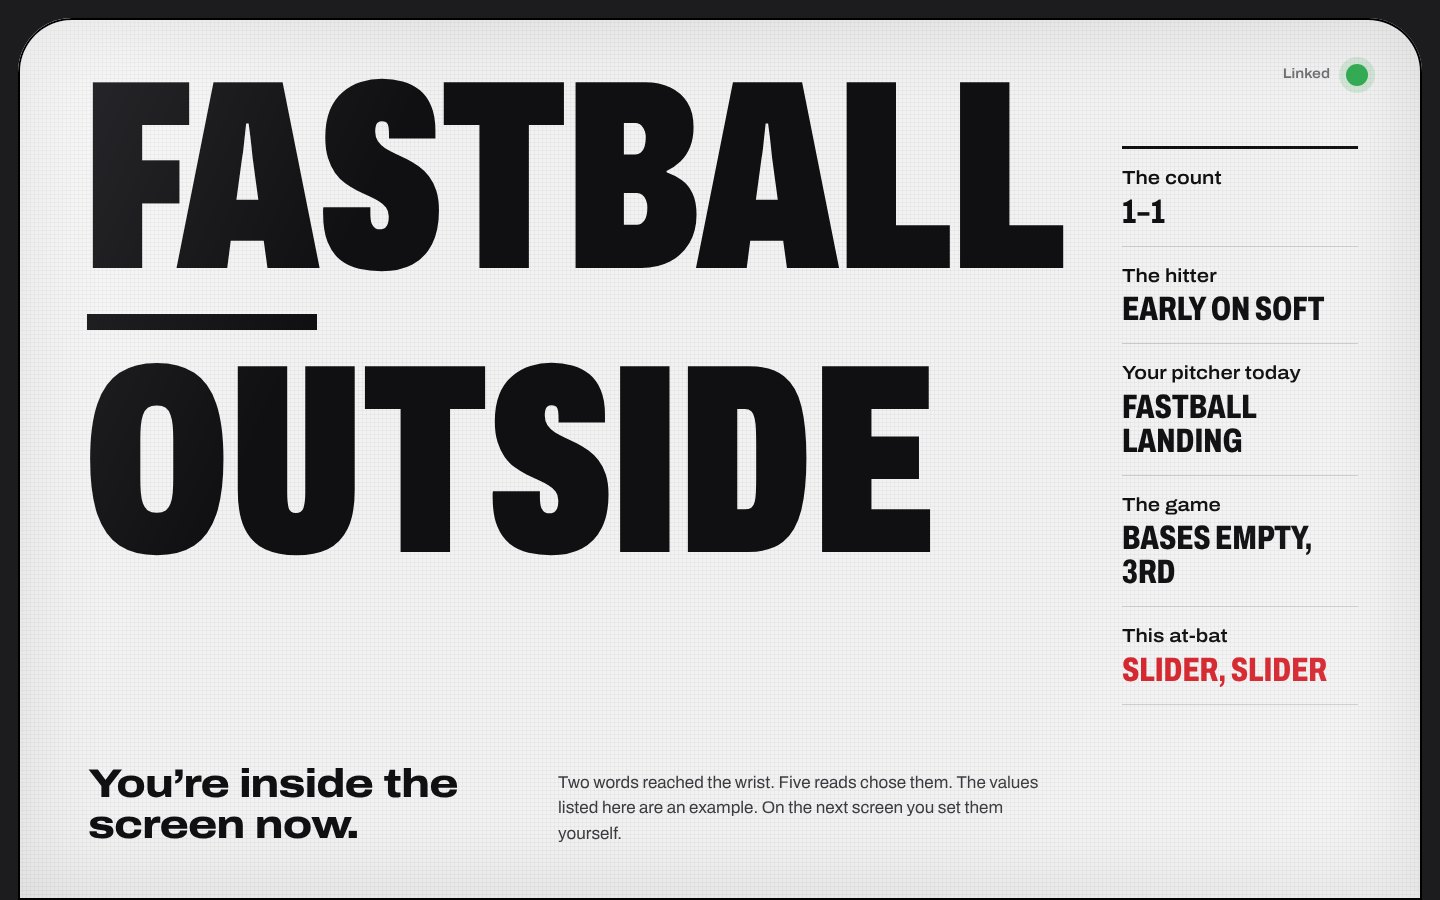 FASTBALL
OUTSIDE
Linked
The count
1–1
The hitter
EARLY ON SOFT
Your pitcher today
FASTBALL
LANDING
The game
BASES EMPTY,
3RD
This at-bat
SLIDER, SLIDER
You’re inside the
screen now.
Two words reached the wrist. Five reads chose them. The values
listed here are an example. On the next screen you set them
yourself.